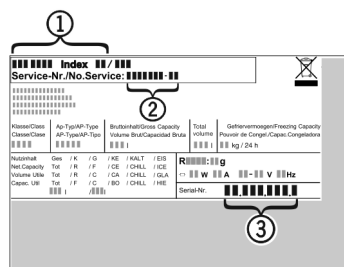 1
Index /
Service-Nr./No.Service: -
2
Klasse/Class Ap-Typ/AP-Type Bruttoinhalt/Gross Capacity Total Gefriervermoegen/Freezing Capacity
Classe/Clase AP-Type/AP-Tipo Volume Brut/Capacidad Bruta volume Pouvoir de Congel./Capac.Congeladora
l l kg / 24 h
Nutzinhalt Ges / K / G / KE / KALT / EIS
Net.Capacity Tot / R / F / CE / CHILL / ICE
Volume Utile Tot / R / C / CA / CHILL / GLA
Capac. Util Tot / F / C / BO / CHILL / HIE
l / l
R : g
W A - V Hz
Serial-Nr. . . .
3